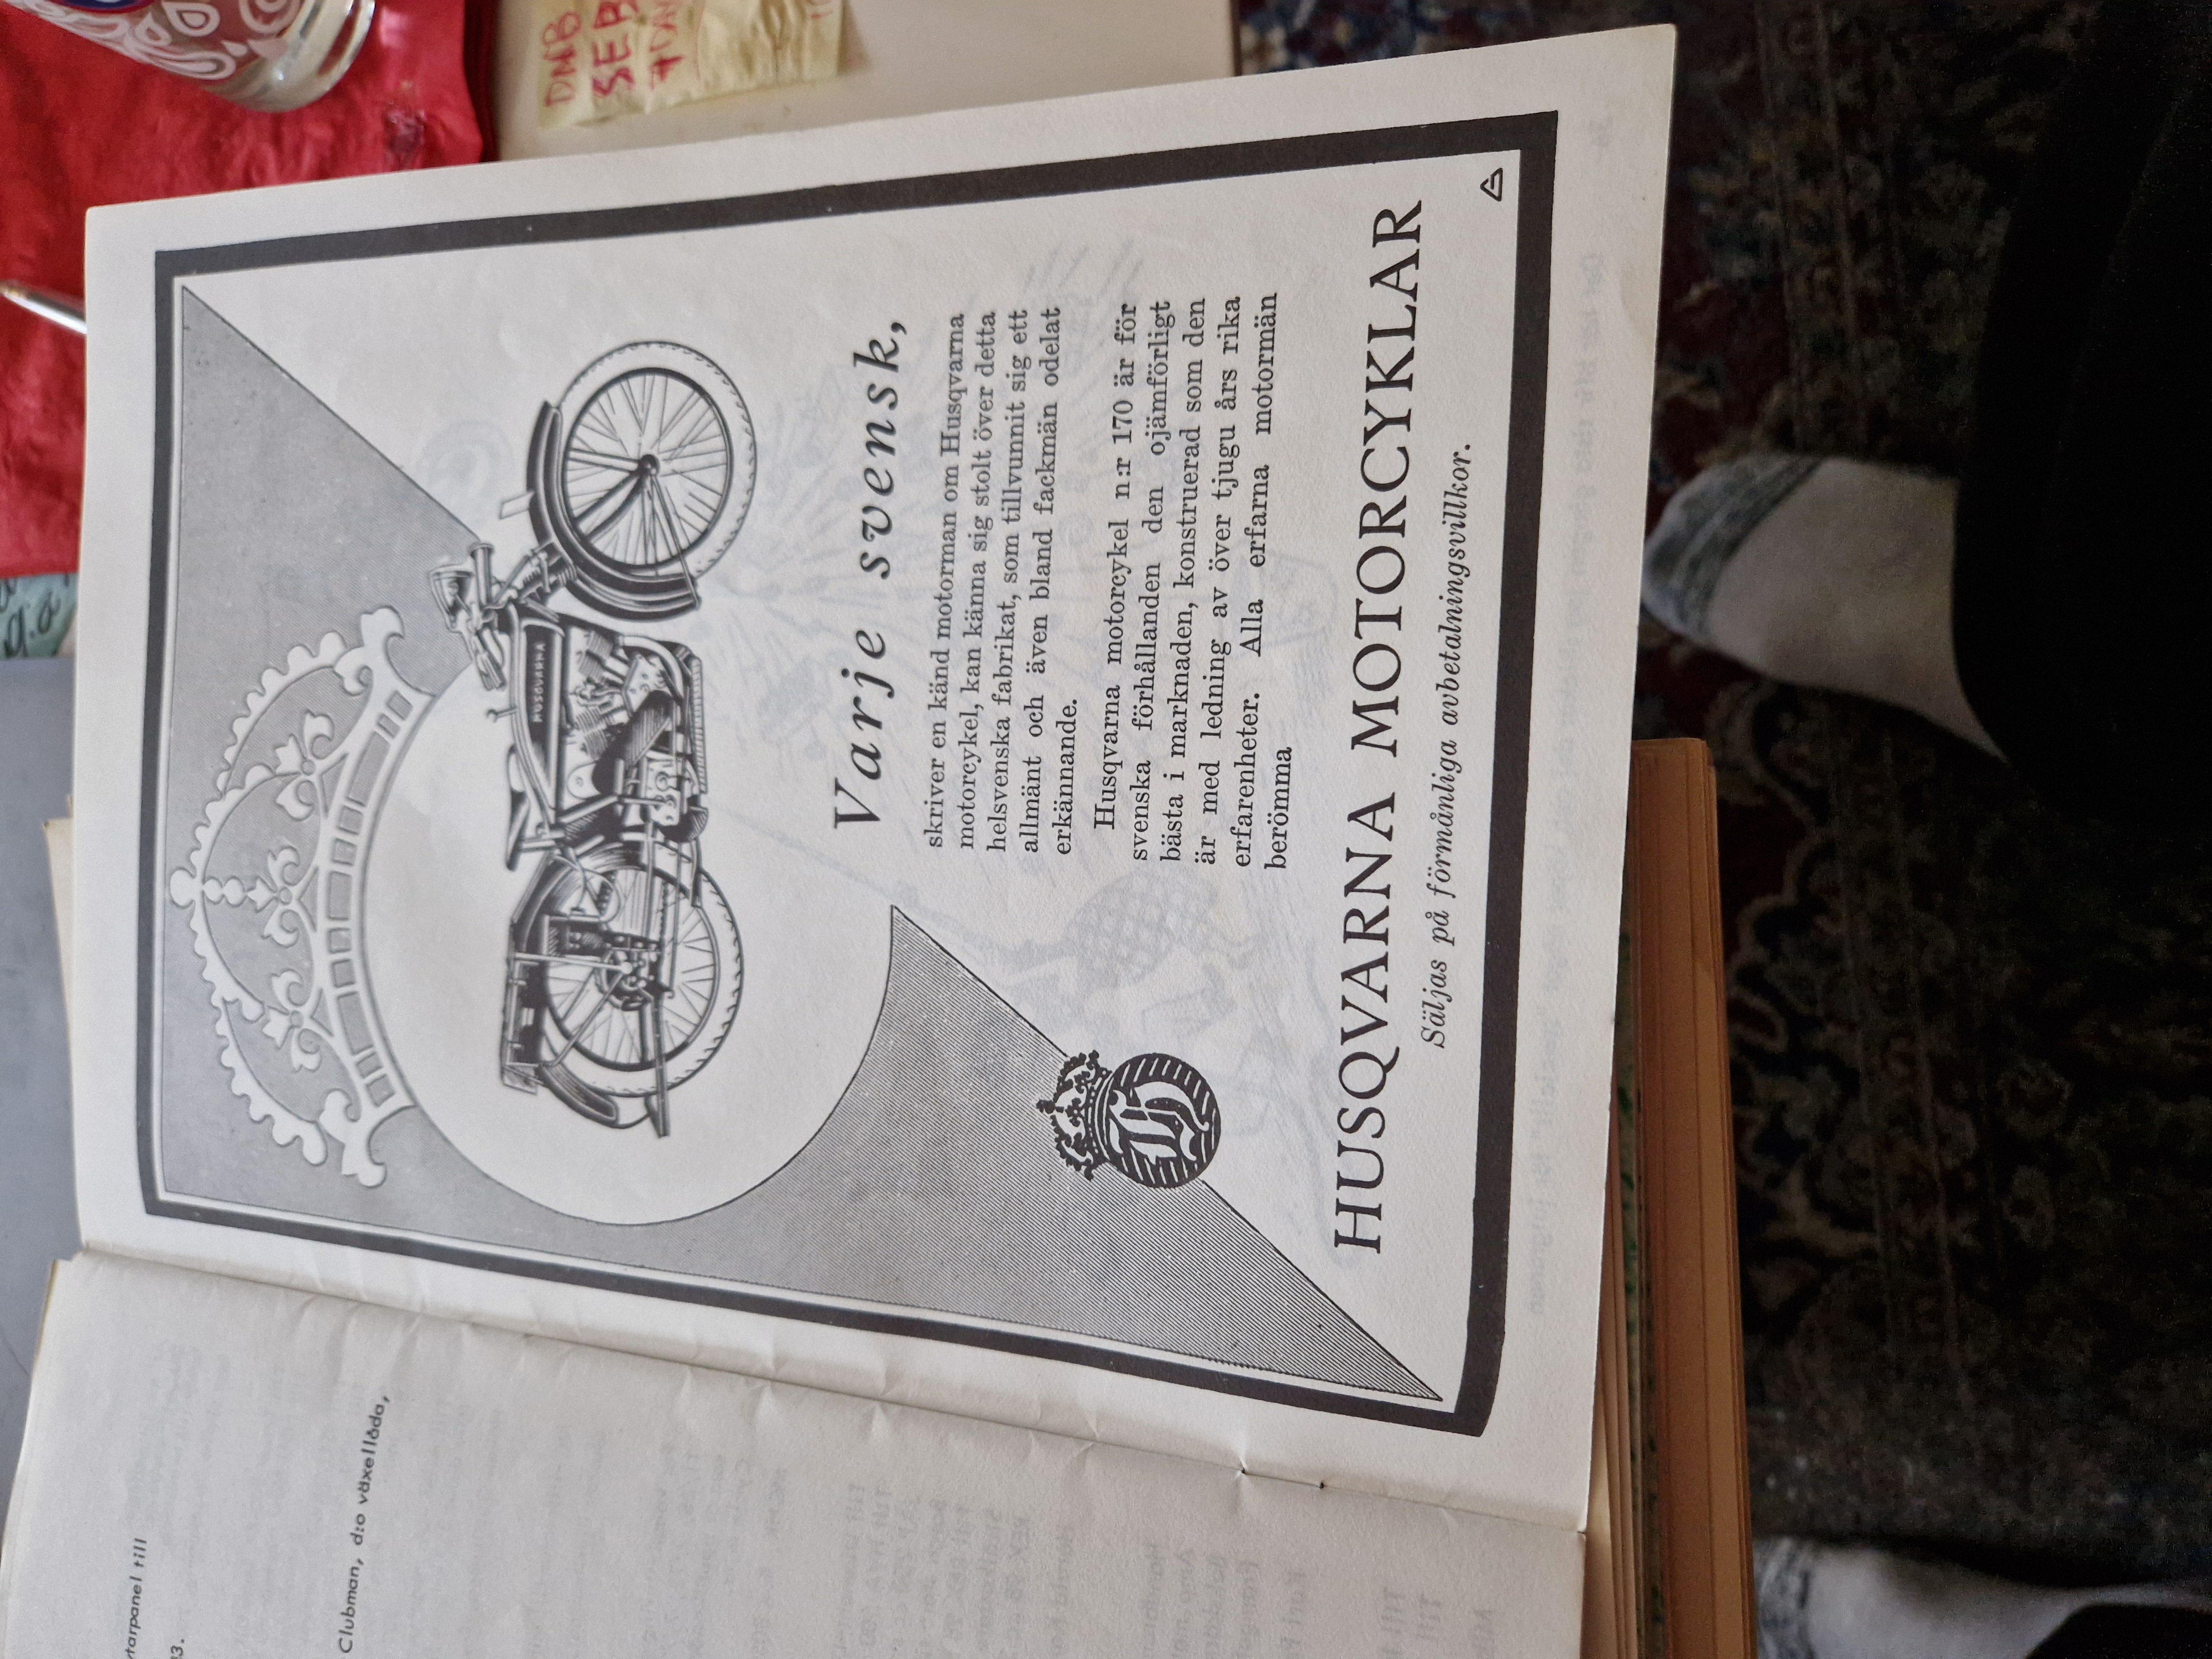 Varje svensk,
skriver en känd motorman om Husqvarna
motorcykel, kan känna sig stolt över detta
helsvenska fabrikat, som tillvunnit sig ett
allmänt och även bland fackmän odelat
erkännande.
Husqvarna motorcykel n:r 170 är för
svenska förhållanden den ojämförligt
bästa i marknaden, konstruerad som den
är med ledning av över tjugu års rika
erfarenheter. Alla erfarna motormän
berömma
HUSQVARNA MOTORCYKLAR
Säljas på förmånliga avbetalningsvillkor.
HUSQVARNA
Clubman, d:o växellåda,
till
DMB